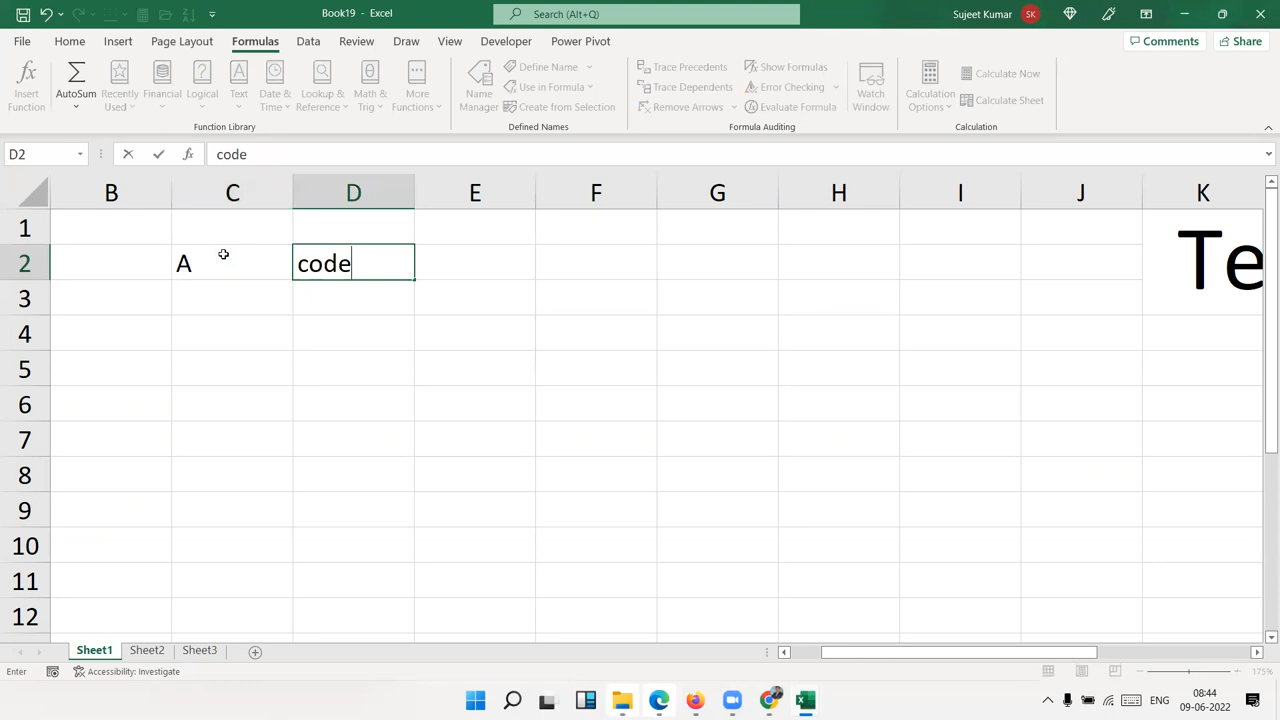 Book19 - Excel
Search (Alt+Q)
Sujeet Kumar
SK
File Home Insert Page Layout Formulas Data Review View Draw Developer Power Pivot
Comments
Share
Insert Function
AutoSum
Recently Used
Financial
Logical
Text
Date & Time
Lookup & Reference
Math & Trig
More Functions
Function Library
Name Manager
Define Name
Use in Formula
Create from Selection
Defined Names
Trace Precedents
Trace Dependents
Remove Arrows
Show Formulas
Error Checking
Evaluate Formula
Formula Auditing
Watch Window
Calculation Options
Calculate Now
Calculate Sheet
Calculation
D2
fx
code
B C D E F G H I J K
1
2 A code Te
3
4
5
6
7
8
9
10
11
12
Sheet1 Sheet2 Sheet3
Enter
Accessibility: Investigate
175%
ENG
08:44
09-06-2022